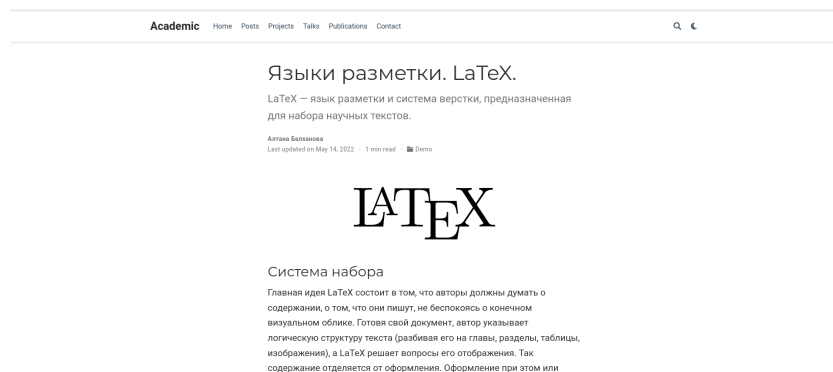 Academic Home Posts Projects Talks Publications Contact
Языки разметки. LaTeX.
LaTeX — язык разметки и система верстки, предназначенная
для набора научных текстов.
Алтана Балханова
Last updated on May 14, 2022 · 1 min read · Demo
LATEX
Система набора
Главная идея LaTeX состоит в том, что авторы должны думать о
содержании, о том, что они пишут, не беспокоясь о конечном
визуальном облике. Готовя свой документ, автор указывает
логическую структуру текста (разбивая его на главы, разделы, таблицы,
изображения), а LaTeX решает вопросы его отображения. Так
содержание отделяется от оформления. Оформление при этом или